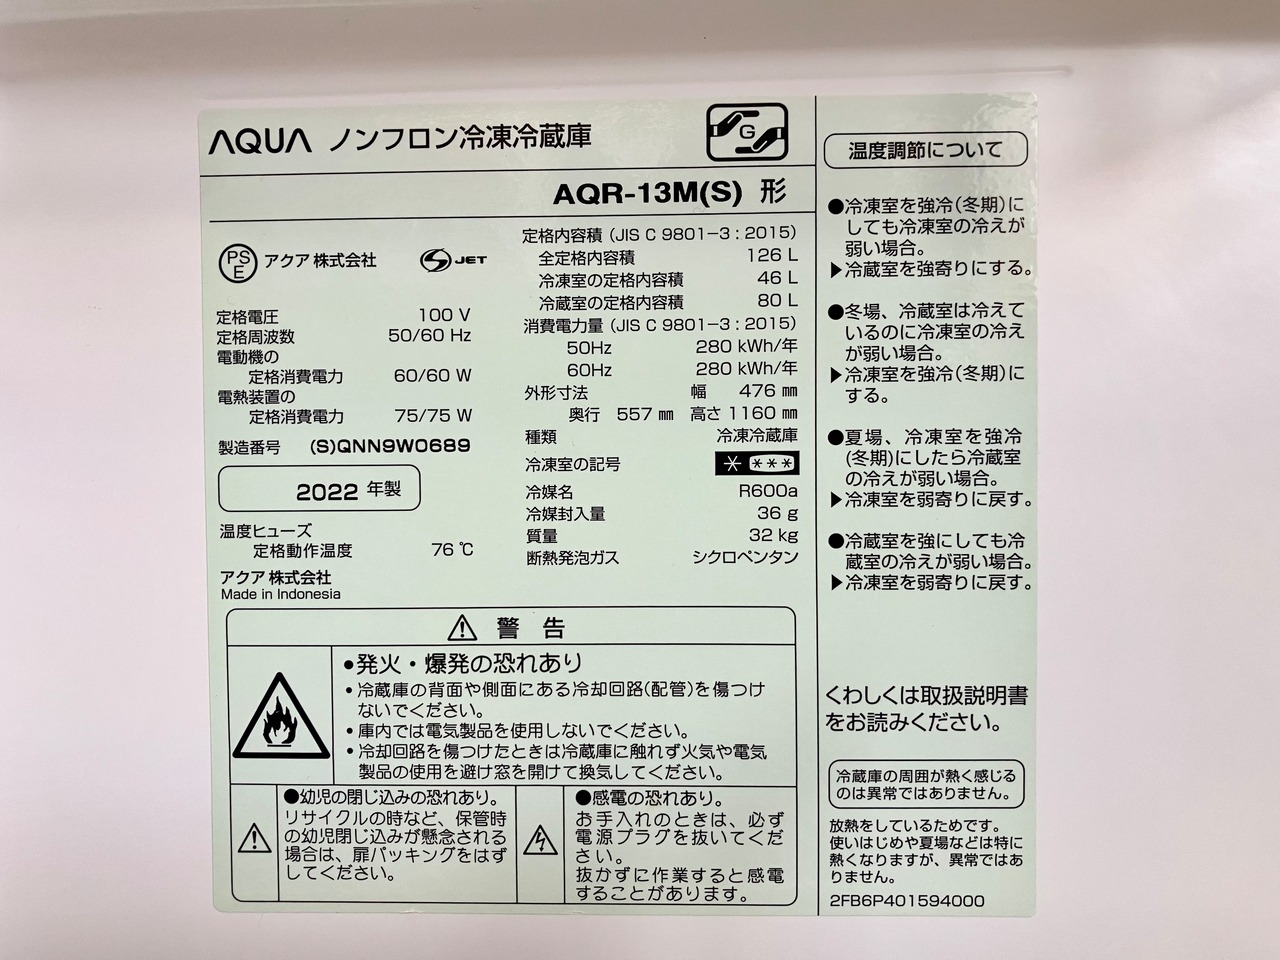 AQUA ノンフロン冷凍冷蔵庫
G
AQR-13M(S) 形
PS
E
アクア 株式会社
S JET
定格電圧 100 V
定格周波数 50/60 Hz
電動機の
定格消費電力 60/60 W
電熱装置の
定格消費電力 75/75 W
製造番号 (S)QNN9W0689
2022 年製
温度ヒューズ
定格動作温度 76 ℃
アクア 株式会社
Made in Indonesia
定格内容積 (JIS C 9801-3 : 2015)
全定格内容積 126 L
冷凍室の定格内容積 46 L
冷蔵室の定格内容積 80 L
消費電力量 (JIS C 9801-3 : 2015)
50Hz 280 kWh/年
60Hz 280 kWh/年
外形寸法 幅 476 mm
奥行 557 mm 高さ 1160 mm
種類 冷凍冷蔵庫
冷凍室の記号 * ***
冷媒名 R600a
冷媒封入量 36 g
質量 32 kg
断熱発泡ガス シクロペンタン
⚠ 警 告
●発火・爆発の恐れあり
・冷蔵庫の背面や側面にある冷却回路(配管)を傷つけ
ないでください。
・庫内では電気製品を使用しないでください。
・冷却回路を傷つけたときは冷蔵庫に触れず火気や電気
製品の使用を避け窓を開けて換気してください。
●幼児の閉じ込みの恐れあり。
リサイクルの時など、保管時
の幼児閉じ込みが懸念される
場合は、扉パッキングをはず
してください。
●感電の恐れあり。
お手入れのときは、必ず
電源プラグを抜いてくだ
さい。
抜かずに作業すると感電
することがあります。
温度調節について
●冷凍室を強冷(冬期)に
しても冷凍室の冷えが
弱い場合。
▶冷蔵室を強寄りにする。
●冬場、冷蔵室は冷えて
いるのに冷凍室の冷え
が弱い場合。
▶冷凍室を強冷(冬期)に
する。
●夏場、冷凍室を強冷
(冬期)にしたら冷蔵室
の冷えが弱い場合。
▶冷凍室を弱寄りに戻す。
●冷蔵室を強にしても冷
蔵室の冷えが弱い場合。
▶冷凍室を弱寄りに戻す。
くわしくは取扱説明書
をお読みください。
冷蔵庫の周囲が熱く感じる
のは異常ではありません。
放熱をしているためです。
使いはじめや夏場などは特に
熱くなりますが、異常ではあ
りません。
2FB6P401594000